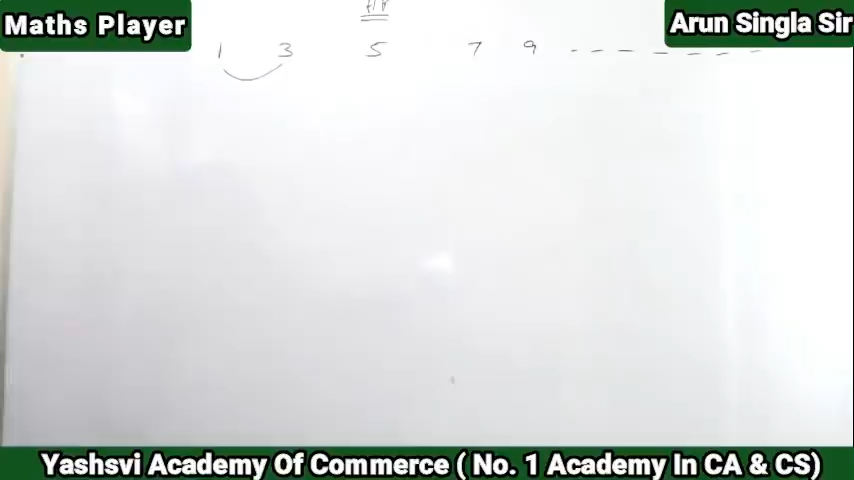 Maths Player
Arun Singla Sir
1 3 5 7 9 ---------
Yashsvi Academy Of Commerce ( No. 1 Academy In CA & CS)